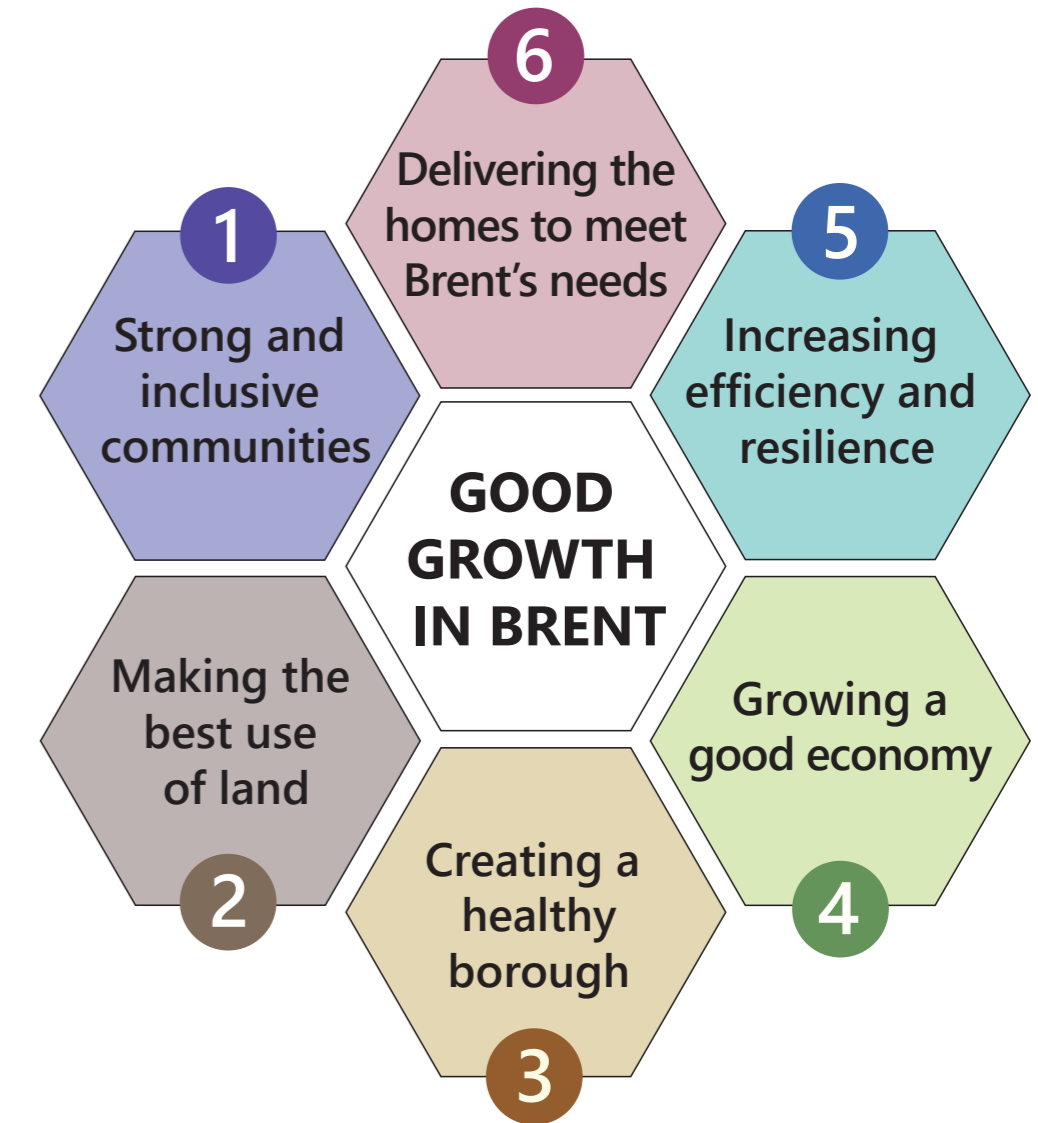 6
Delivering the
homes to meet
Brent’s needs
1
Strong and
inclusive
communities
5
Increasing
efficiency and
resilience
GOOD
GROWTH
IN BRENT
Making the
best use
of land
2
Growing a
good economy
4
Creating a
healthy
borough
3